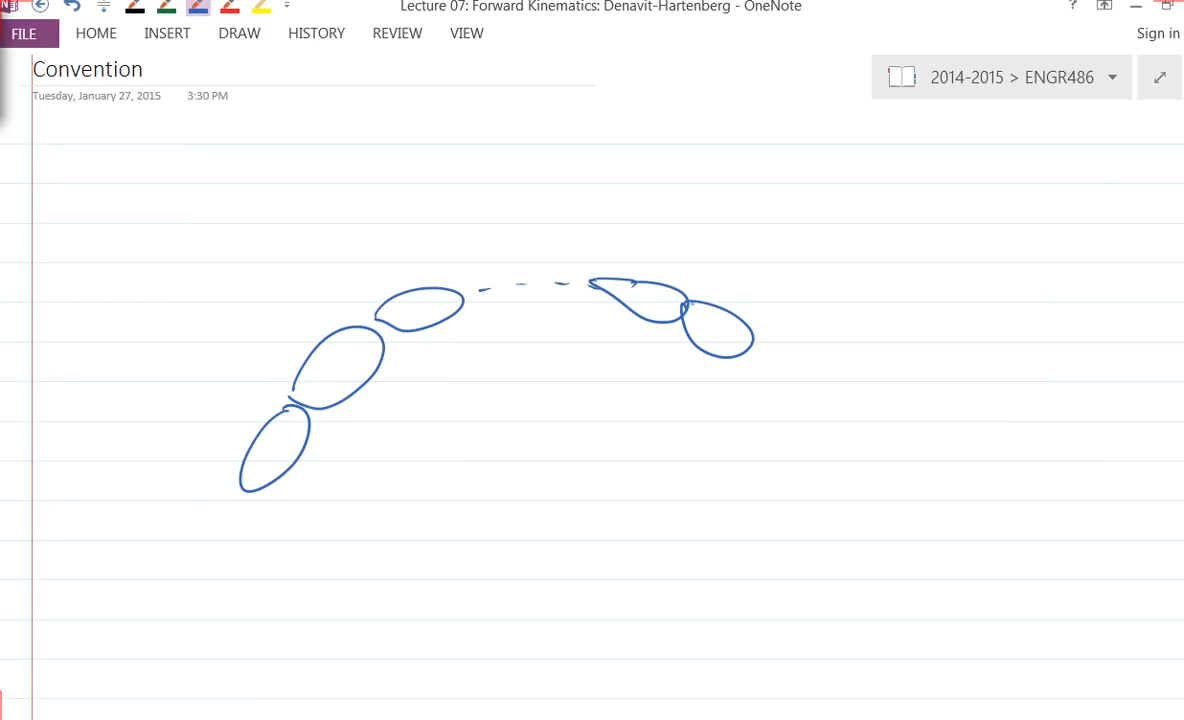 Lecture 07: Forward Kinematics: Denavit-Hartenberg - OneNote
?
FILE HOME INSERT DRAW HISTORY REVIEW VIEW
Sign in
Convention
2014-2015 > ENGR486
Tuesday, January 27, 2015 3:30 PM